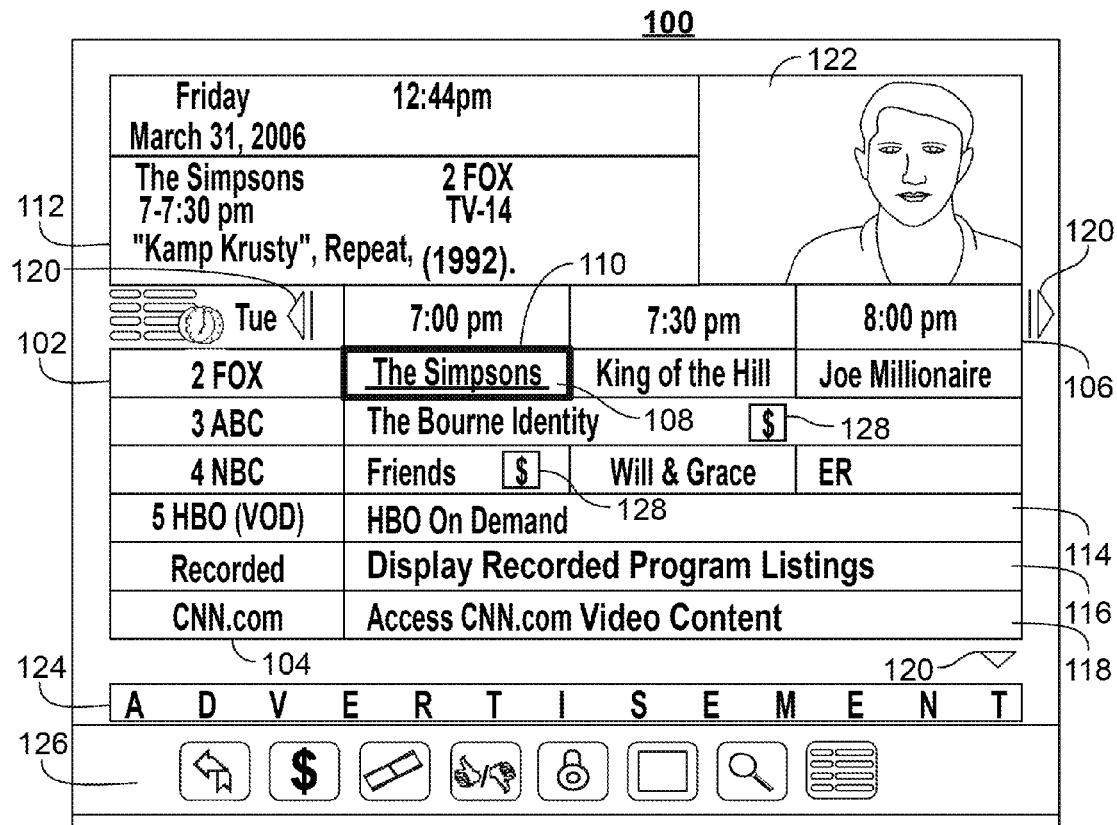 100
122
Friday 12:44pm
March 31, 2006
The Simpsons 2 FOX
7-7:30 pm TV-14
"Kamp Krusty", Repeat, (1992).
112
120
110
120
Tue 7:00 pm 7:30 pm 8:00 pm
102
106
2 FOX The Simpsons King of the Hill Joe Millionaire
3 ABC The Bourne Identity 108 $ 128
4 NBC Friends $ Will & Grace ER
128
5 HBO (VOD) HBO On Demand
114
Recorded Display Recorded Program Listings
116
CNN.com Access CNN.com Video Content
118
104
120
124
A D V E R T I S E M E N T
126
$